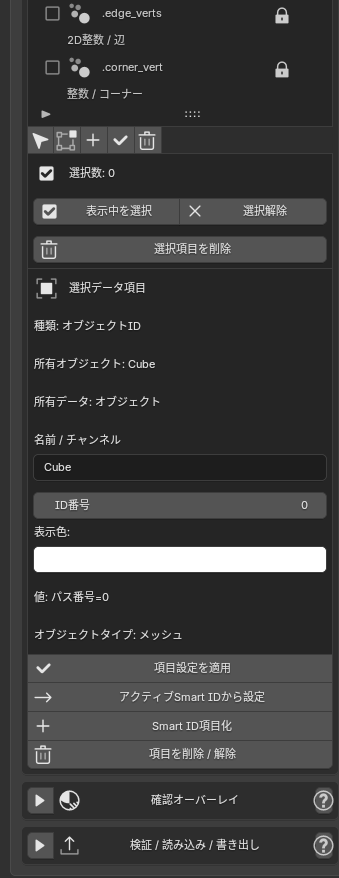 .edge_verts
2D整数 / 辺
.corner_vert
整数 / コーナー
選択数: 0
表示中を選択
選択解除
選択項目を削除
選択データ項目
種類: オブジェクトID
所有オブジェクト: Cube
所有データ: オブジェクト
名前 / チャンネル
Cube
ID番号 0
表示色:
値: パス番号=0
オブジェクトタイプ: メッシュ
項目設定を適用
アクティブSmart IDから設定
Smart ID項目化
項目を削除 / 解除
確認オーバーレイ
検証 / 読み込み / 書き出し